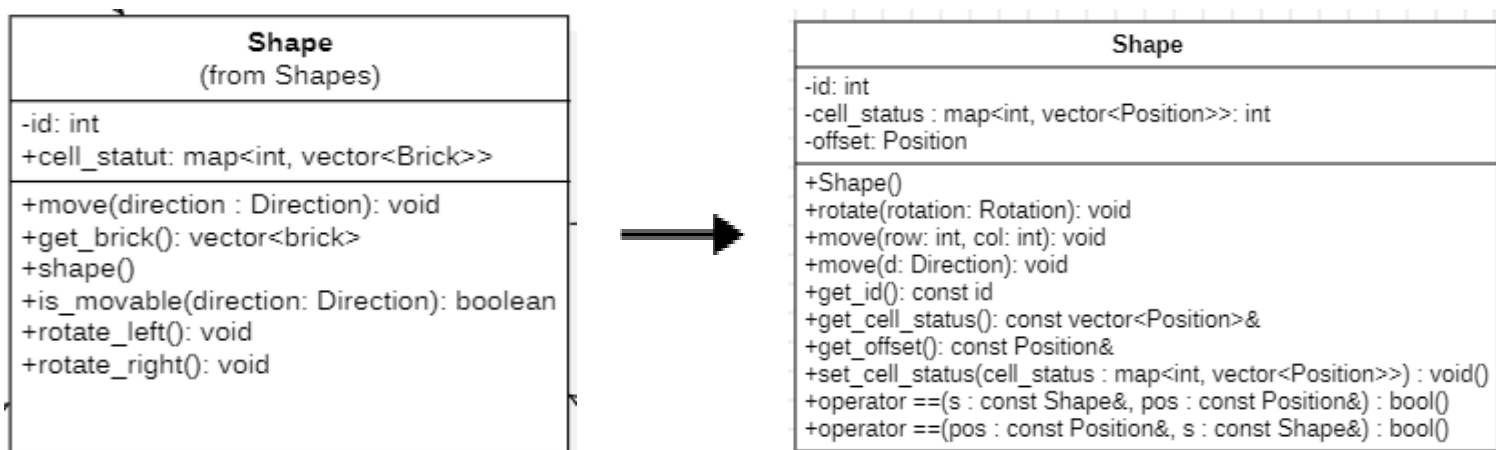 Shape
(from Shapes)
-id: int
+cell_statut: map<int, vector<Brick>>
+move(direction : Direction): void
+get_brick(): vector<brick>
+shape()
+is_movable(direction: Direction): boolean
+rotate_left(): void
+rotate_right(): void
Shape
-id: int
-cell_status : map<int, vector<Position>>: int
-offset: Position
+Shape()
+rotate(rotation: Rotation): void
+move(row: int, col: int): void
+move(d: Direction): void
+get_id(): const id
+get_cell_status(): const vector<Position>&
+get_offset(): const Position&
+set_cell_status(cell_status : map<int, vector<Position>>) : void()
+operator ==(s : const Shape&, pos : const Position&) : bool()
+operator ==(pos : const Position&, s : const Shape&) : bool()